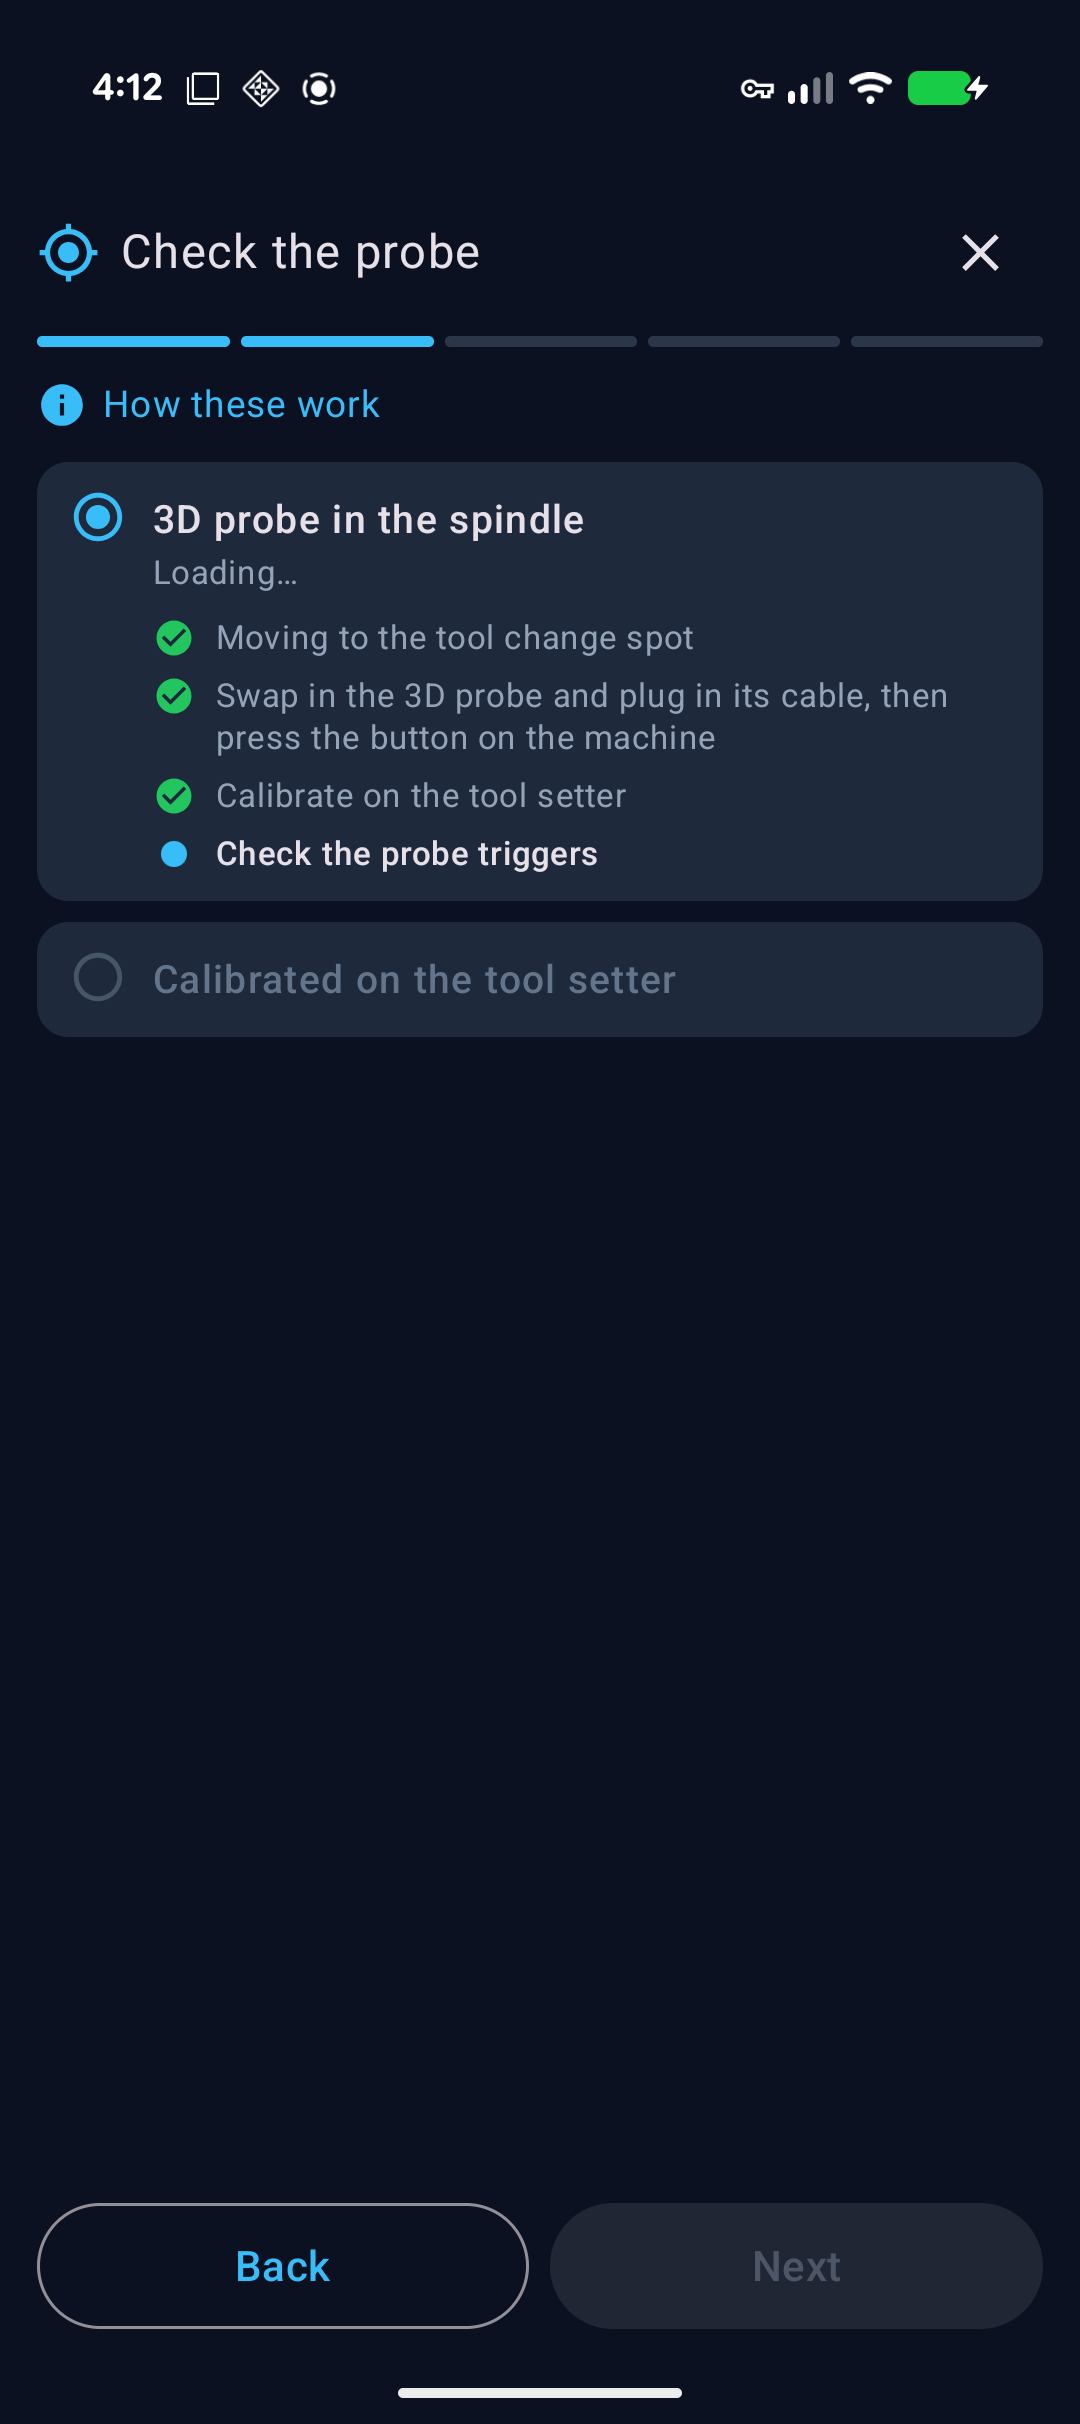 4:12
Check the probe
How these work
3D probe in the spindle
Loading…
Moving to the tool change spot
Swap in the 3D probe and plug in its cable, then
press the button on the machine
Calibrate on the tool setter
Check the probe triggers
Calibrated on the tool setter
Back
Next